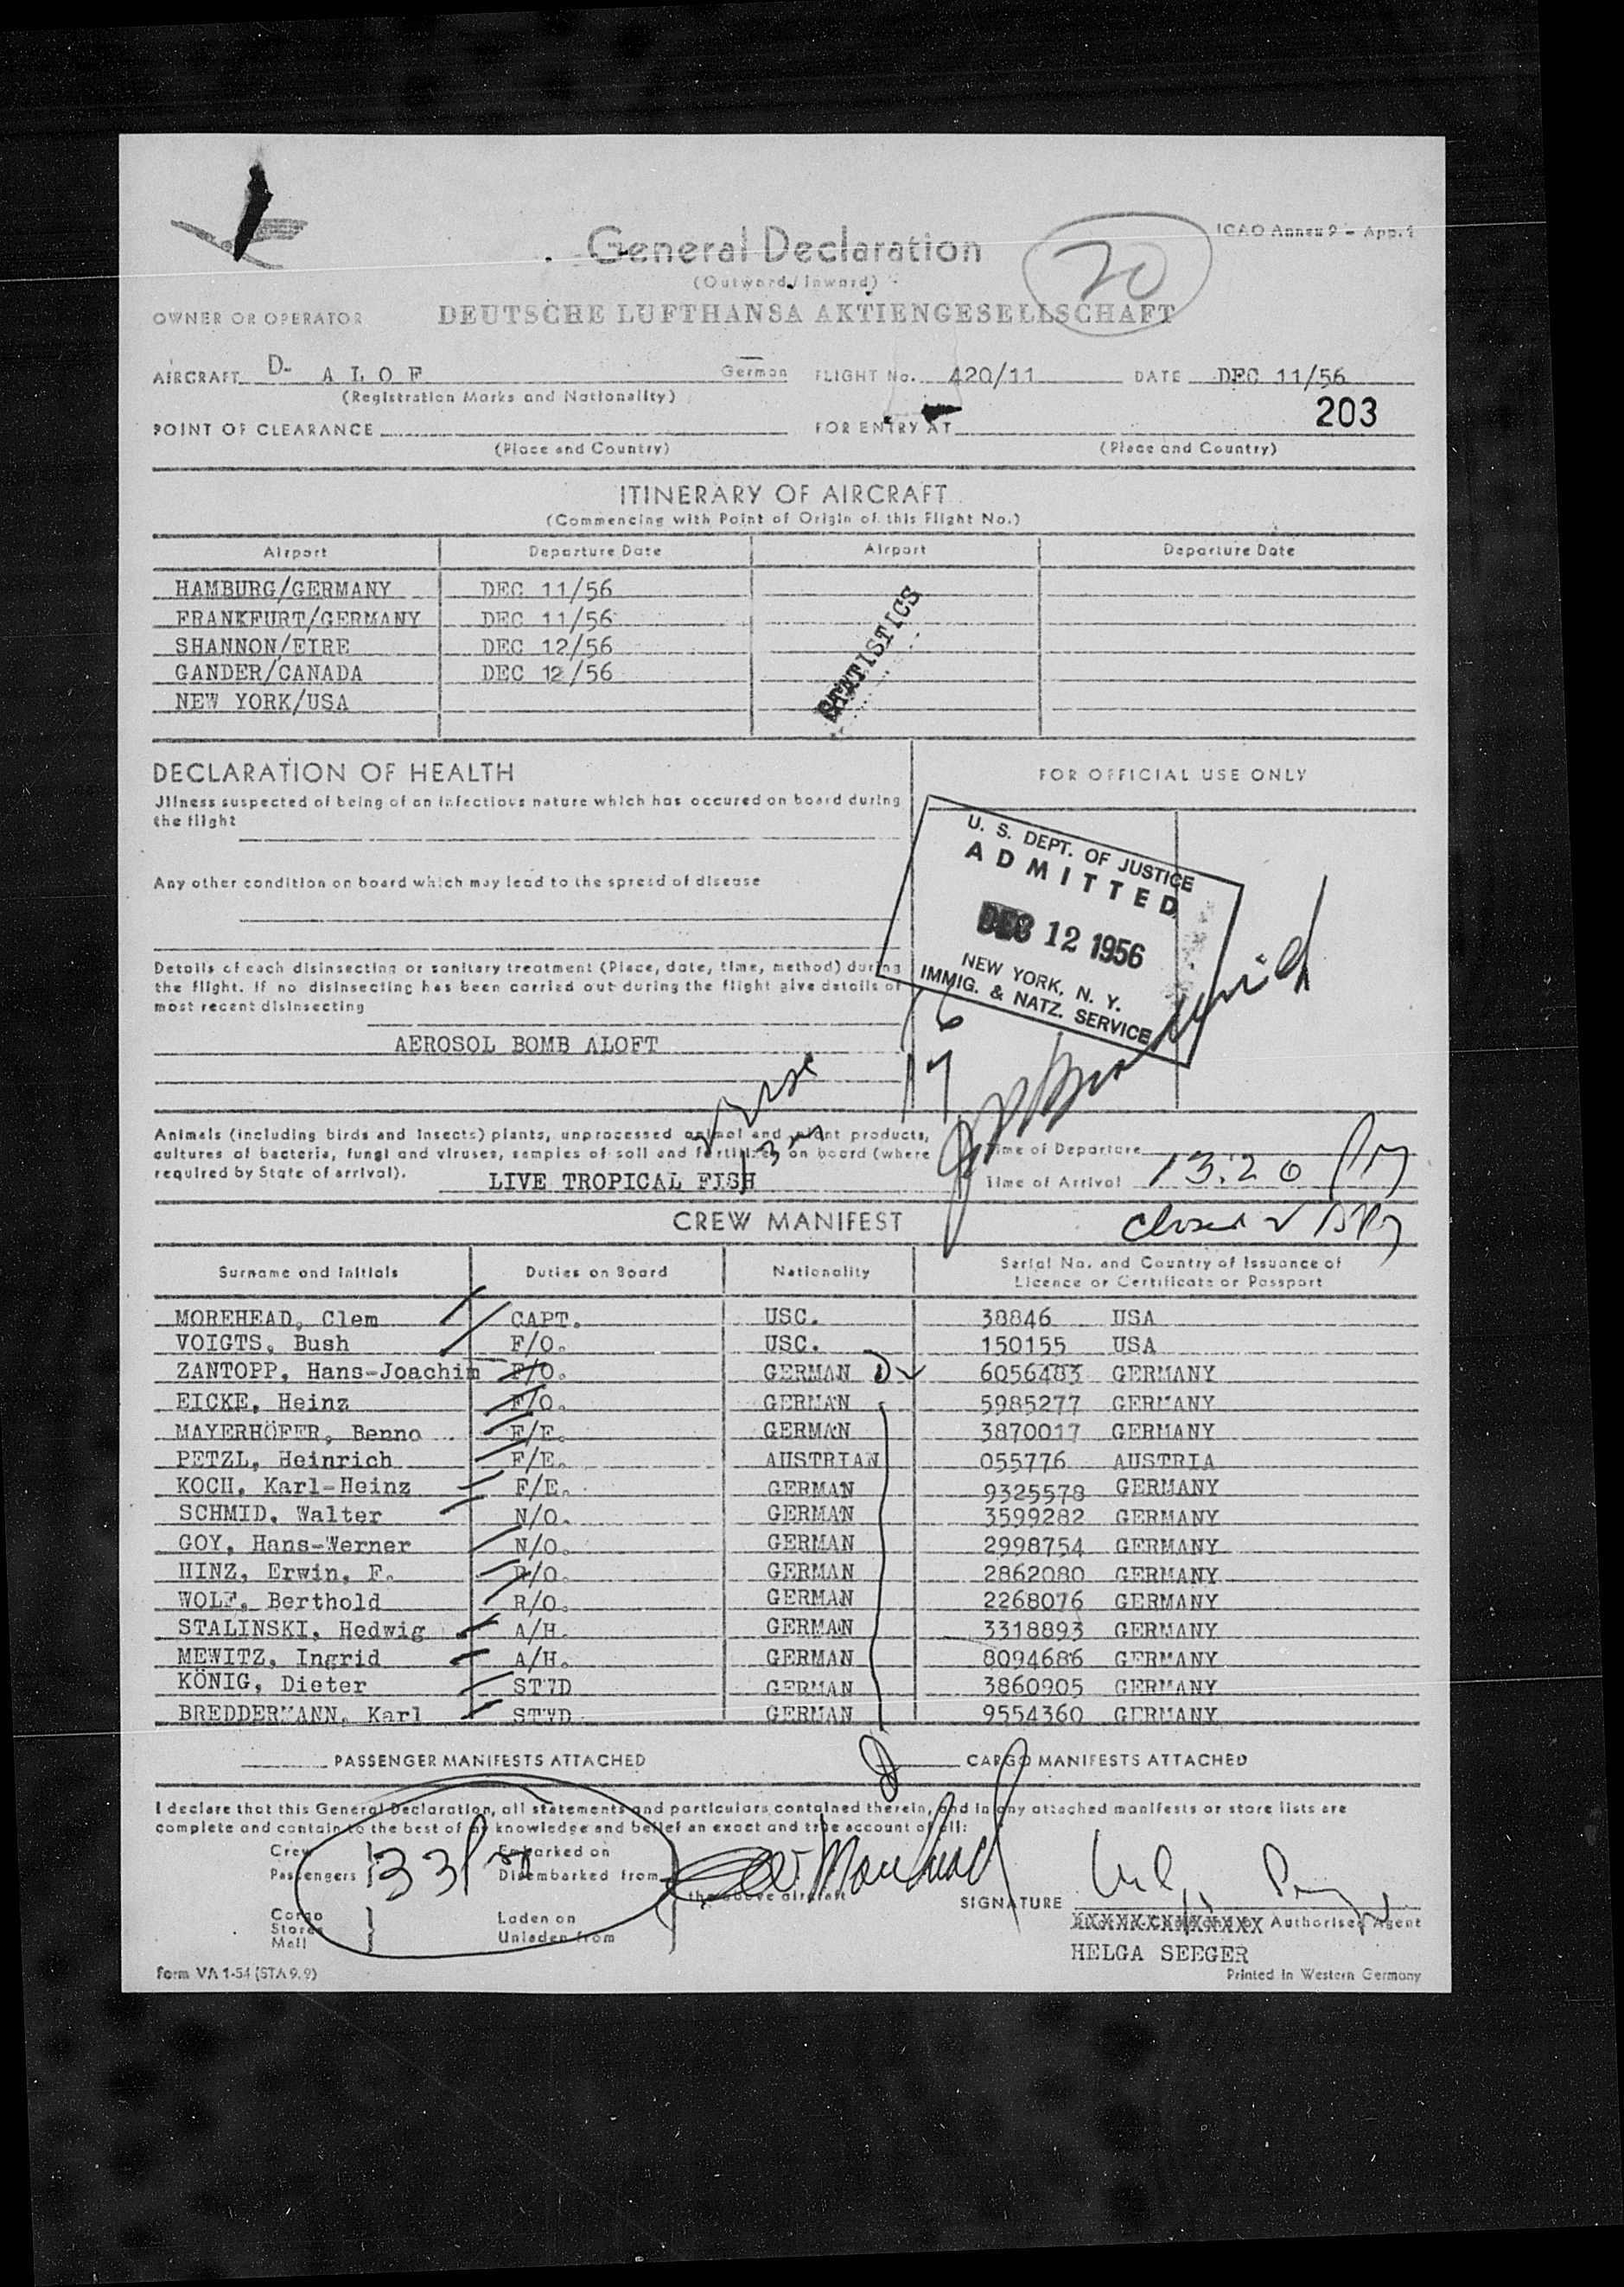 General Declaration
20
ICAO Annex 9 - App. 1
(Outward/Inward)
OWNER OR OPERATOR DEUTSCHE LUFTHANSA AKTIENGESELLSCHAFT
AIRCRAFT D- A L O F German FLIGHT No. 420/11 DATE DEC 11/56
(Registration Marks and Nationality)
203
POINT OF CLEARANCE FOR ENTRY AT
(Place and Country) (Place and Country)
ITINERARY OF AIRCRAFT
(Commencing with Point of Origin of this Flight No.)
Airport Departure Date Airport Departure Date
HAMBURG/GERMANY DEC 11/56
FRANKFURT/GERMANY DEC 11/56
SHANNON/EIRE DEC 12/56
GANDER/CANADA DEC 12/56
NEW YORK/USA
STATISTICS
DECLARATION OF HEALTH
FOR OFFICIAL USE ONLY
Jllness suspected of being of an infectious nature which has occured on board during
the flight
Any other condition on board which may lead to the spread of disease
U. S. DEPT. OF JUSTICE
ADMITTED
DEC 12 1956
NEW YORK, N. Y.
IMMIG. & NATZ. SERVICE
Details of each disinsecting or sanitary treatment (Place, date, time, method) during
the flight. If no disinsecting has been carried out during the flight give details of
most recent disinsecting
AEROSOL BOMB ALOFT
Animals (including birds and insects) plants, unprocessed animal and plant products,
cultures of bacteria, fungi and viruses, samples of soil and fertilizer on board (where
required by State of arrival).
LIVE TROPICAL FISH
Time of Departure
Time of Arrival 13.20 PM
closed
CREW MANIFEST
Surname and Initials Duties on Board Nationality Serial No. and Country of Issuance of
Licence or Certificate or Passport
MOREHEAD, Clem CAPT. USC. 38846 USA
VOIGTS, Bush F/O. USC. 150155 USA
ZANTOPP, Hans-Joachim F/O. GERMAN 6056483 GERMANY
EICKE, Heinz F/O. GERMAN 5985277 GERMANY
MAYERHÖFER, Benno F/E. GERMAN 3870017 GERMANY
PETZL, Heinrich F/E. AUSTRIAN 055776 AUSTRIA
KOCH, Karl-Heinz F/E. GERMAN 9325578 GERMANY
SCHMID, Walter N/O. GERMAN 3599282 GERMANY
GOY, Hans-Werner N/O. GERMAN 2998754 GERMANY
HINZ, Erwin, F. R/O. GERMAN 2862080 GERMANY
WOLF, Berthold R/O. GERMAN 2268076 GERMANY
STALINSKI, Hedwig A/H. GERMAN 3318893 GERMANY
MEWITZ, Ingrid A/H. GERMAN 8094686 GERMANY
KÖNIG, Dieter STWD GERMAN 3860905 GERMANY
BREDDERMANN, Karl STWD GERMAN 9554360 GERMANY
PASSENGER MANIFESTS ATTACHED CARGO MANIFESTS ATTACHED
I declare that this General Declaration, all statements and particulars contained therein, and in any attached manifests or store lists are
complete and contain to the best of my knowledge and belief an exact and true account of all:
Crew Embarked on
Passengers 33 Disembarked from
the above aircraft
Cargo Laden on
Stores
Mail Unladen from
SIGNATURE
Authorised Agent
HELGA SEEGER
Form VA 1-54 (STA 9.9) Printed in Western Germany